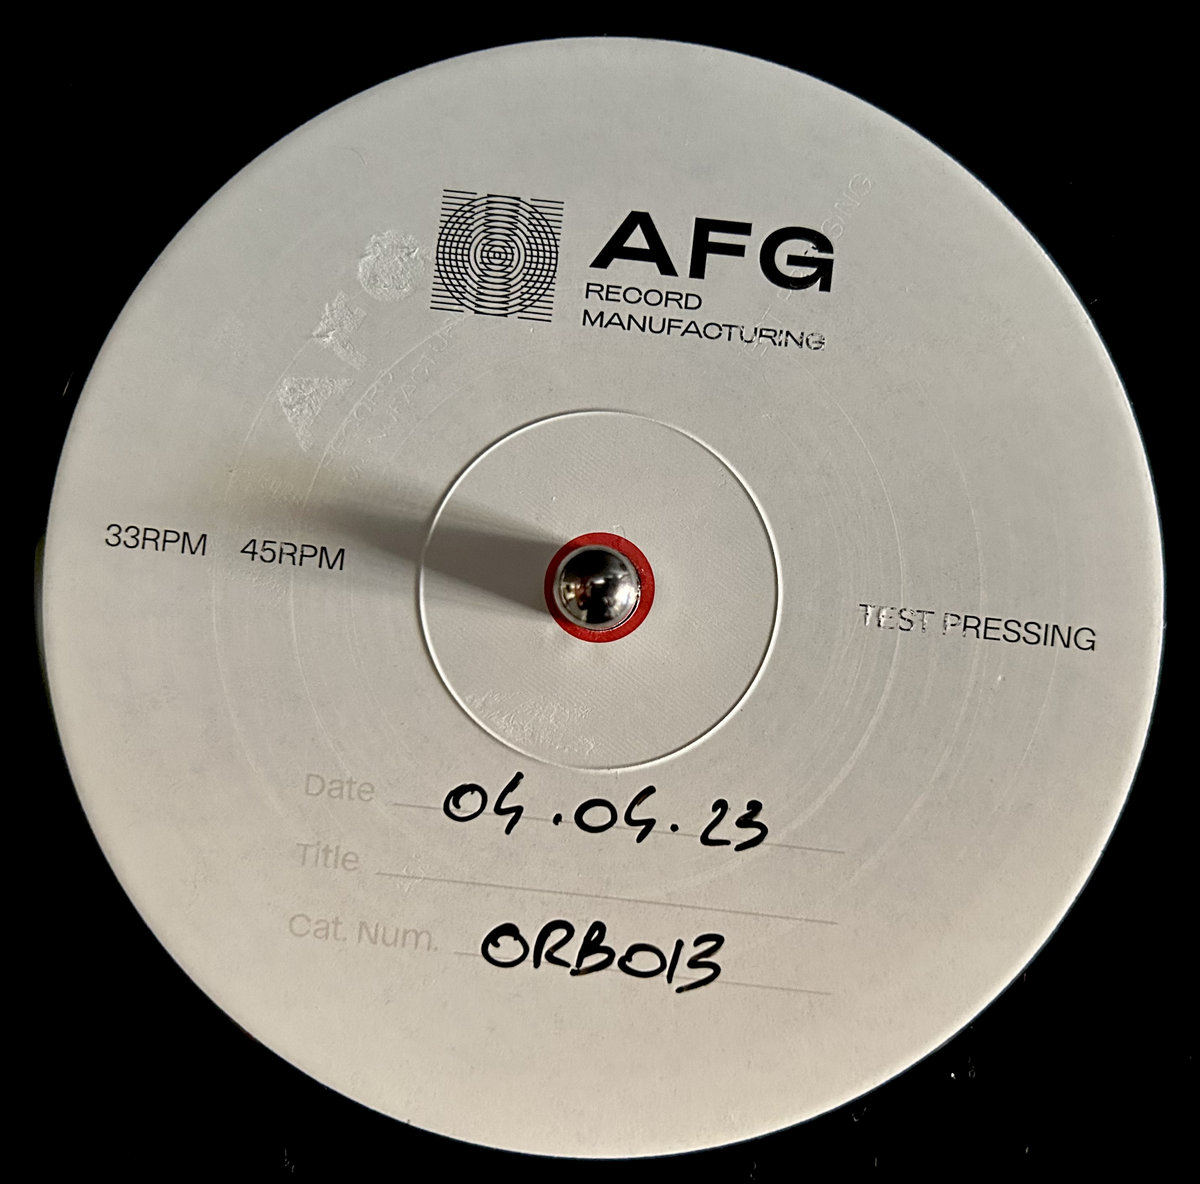 AFG
RECORD
MANUFACTURING
33RPM 45RPM
TEST PRESSING
Date 04.04.23
Title
Cat. Num. ORB013